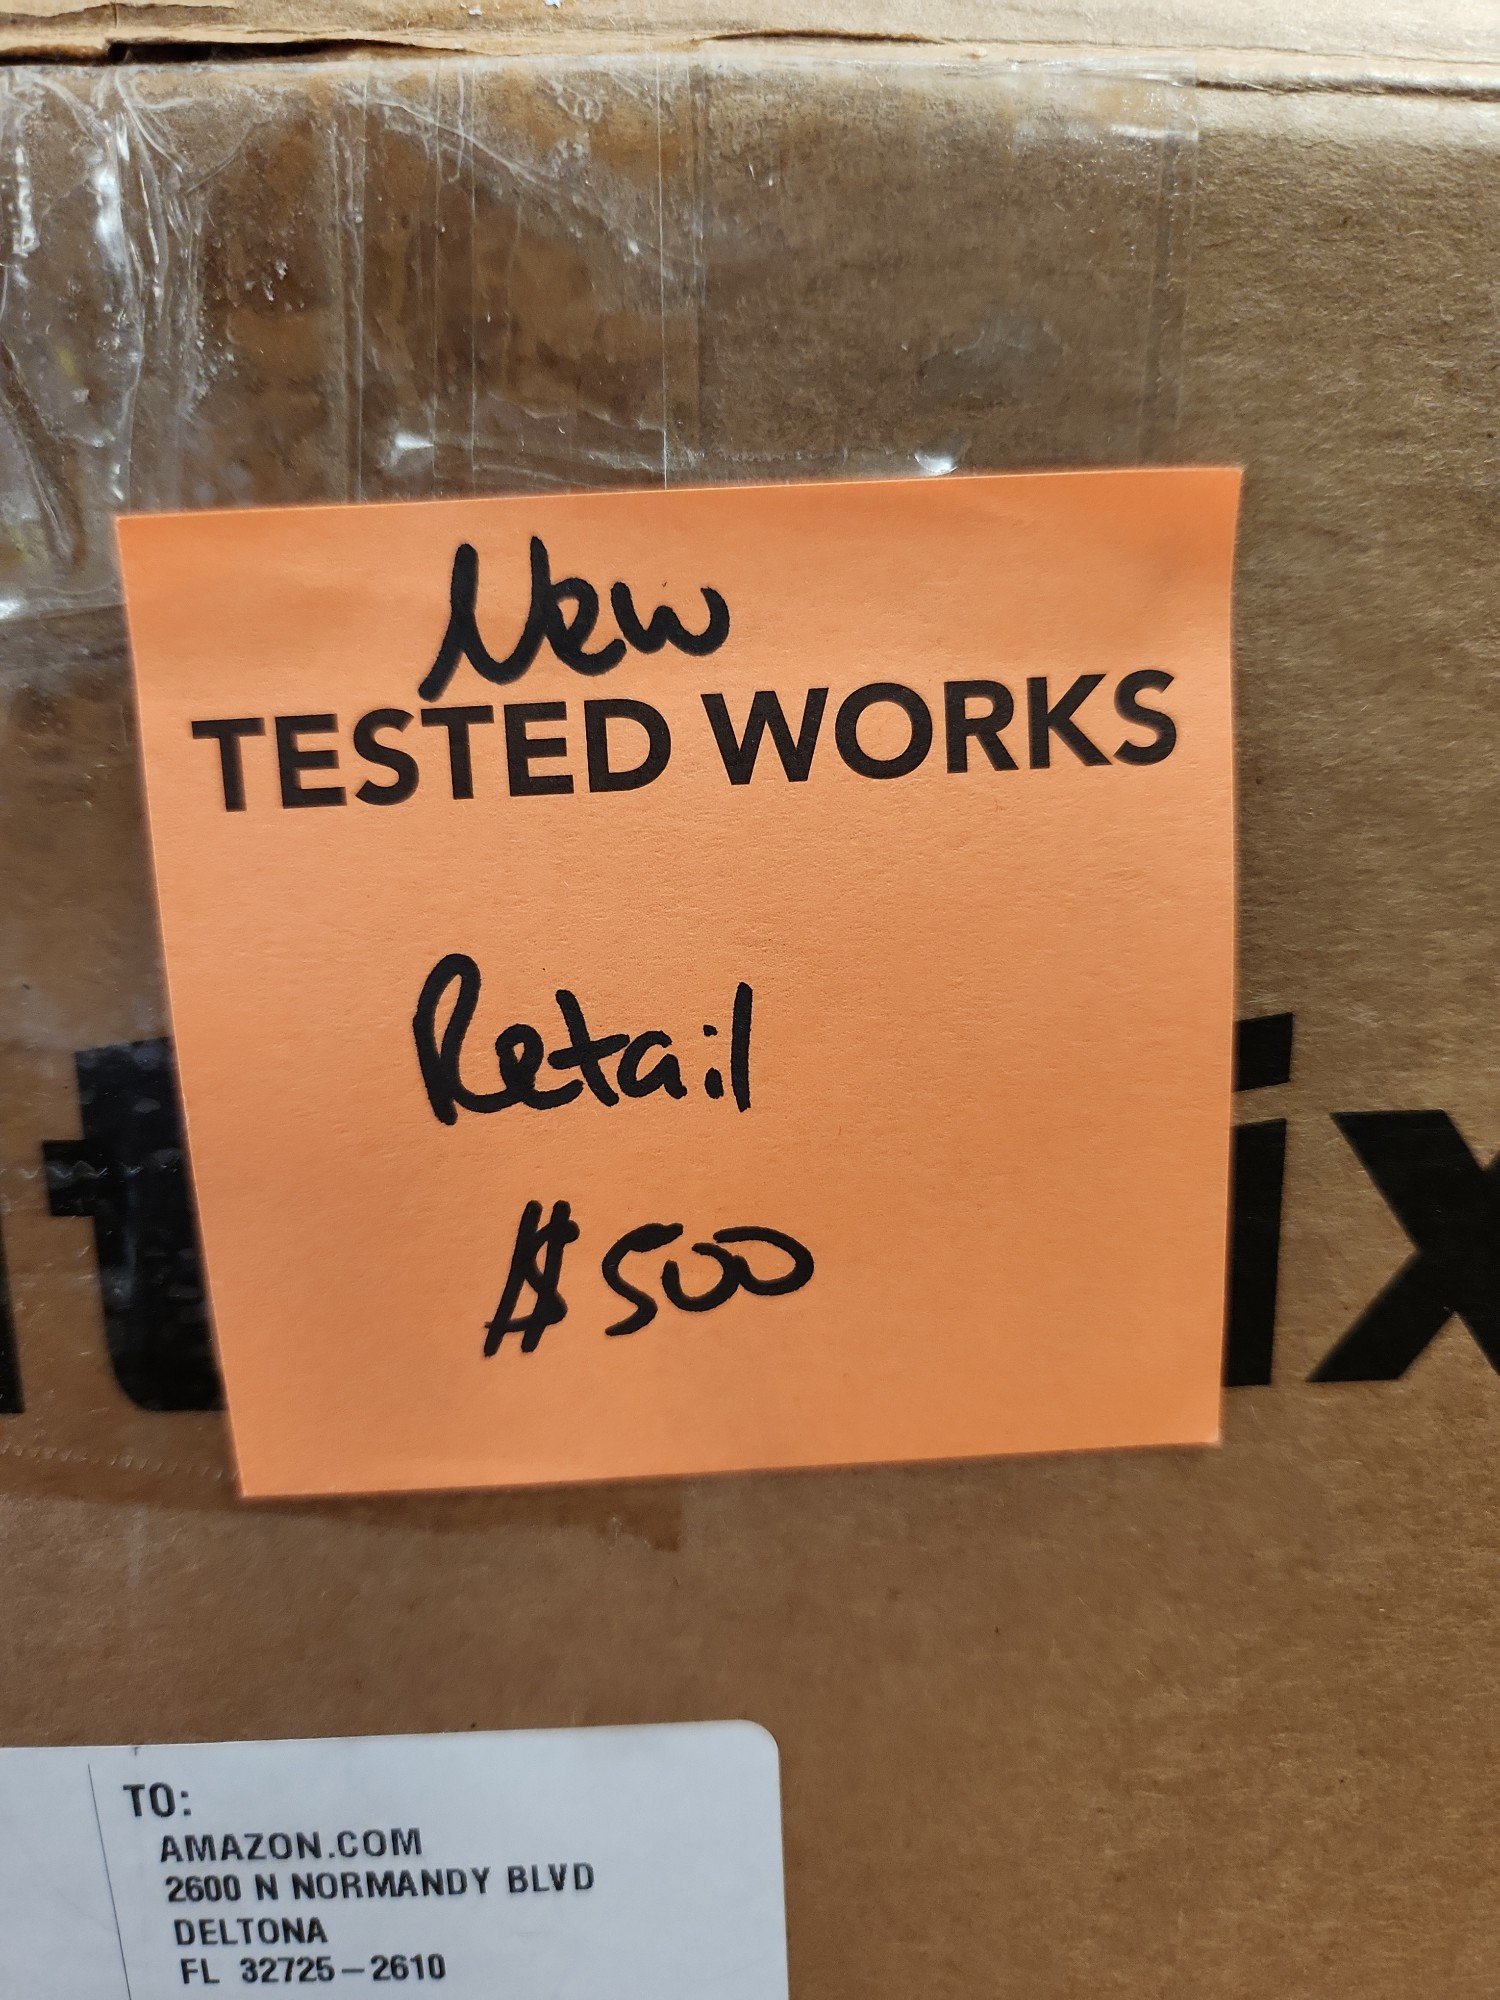 New
TESTED WORKS
Retail
$500
TO:
AMAZON.COM
2600 N NORMANDY BLVD
DELTONA
FL 32725-2610